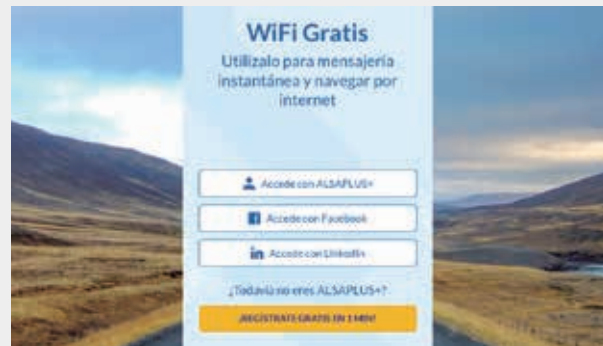 WiFi Gratis
Utilízalo para mensajería
instantánea y navegar por
internet
Accede con ALSAPLUS+
Accede con Facebook
in Accede con LinkedIn
¿Todavía no eres ALSAPLUS+?
¡REGÍSTRATE GRATIS EN 1 MIN!